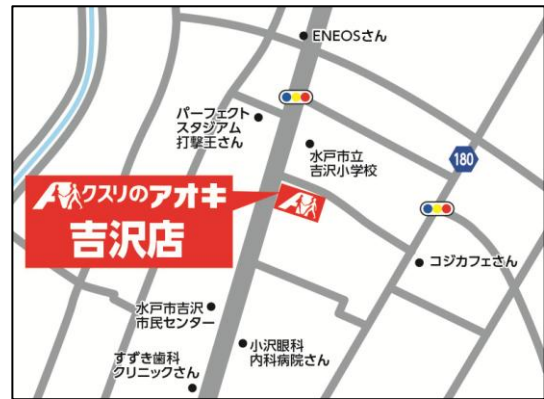 ENEOSさん
パーフェクト
スタジアム
打撃王さん
水戸市立
吉沢小学校
180
クスリのアオキ
吉沢店
コジカフェさん
水戸市吉沢
市民センター
小沢眼科
内科病院さん
すずき歯科
クリニックさん